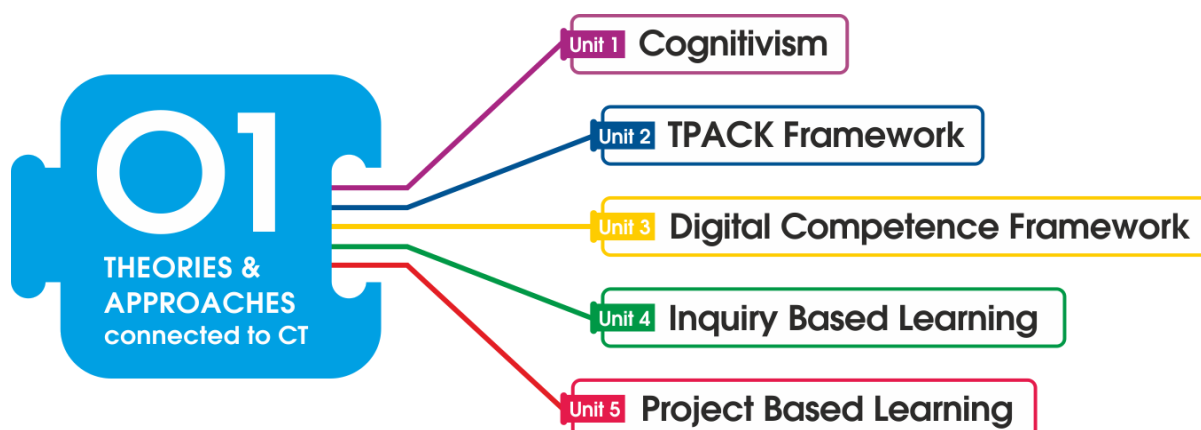 01
THEORIES &
APPROACHES
connected to CT
Unit 1 Cognitivism
Unit 2 TPACK Framework
Unit 3 Digital Competence Framework
Unit 4 Inquiry Based Learning
Unit 5 Project Based Learning